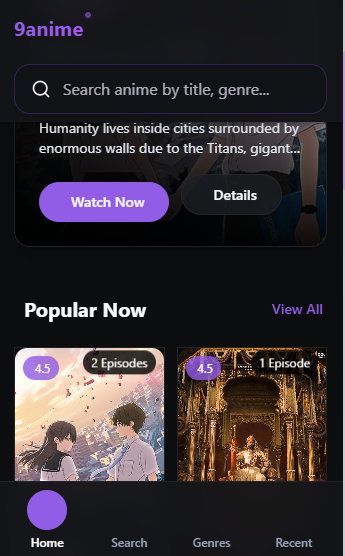 9anime
Search anime by title, genre...
Humanity lives inside cities surrounded by
enormous walls due to the Titans, gigant...
Watch Now
Details
Popular Now
View All
4.5
2 Episodes
4.5
1 Episode
Home
Search
Genres
Recent